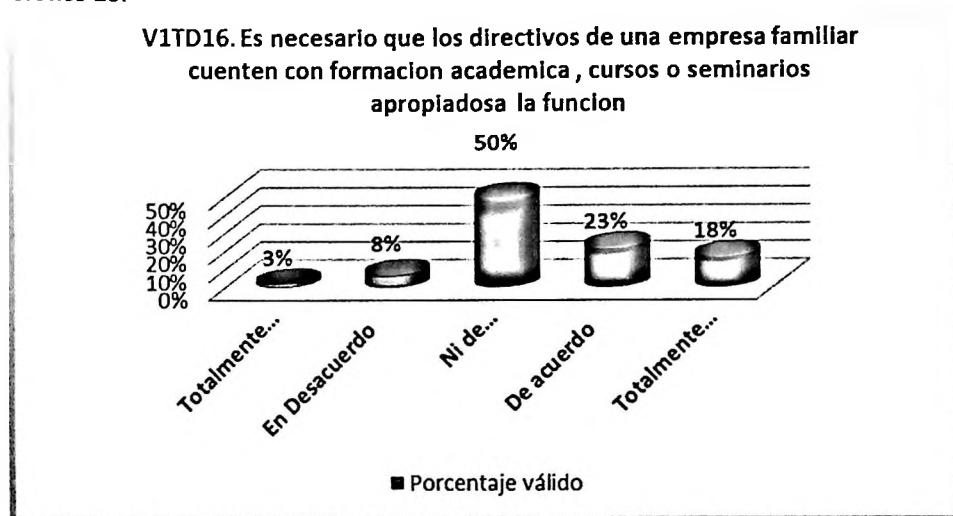 V1TD16. Es necesario que los directivos de una empresa familiar
cuenten con formacion academica , cursos o seminarios
apropiadosa la funcion
50%
50%
40%
30%
20%
10%
0%
3%
8%
23%
18%
Totalmente...
En Desacuerdo
Ni de...
De acuerdo
Totalmente...
Porcentaje válido